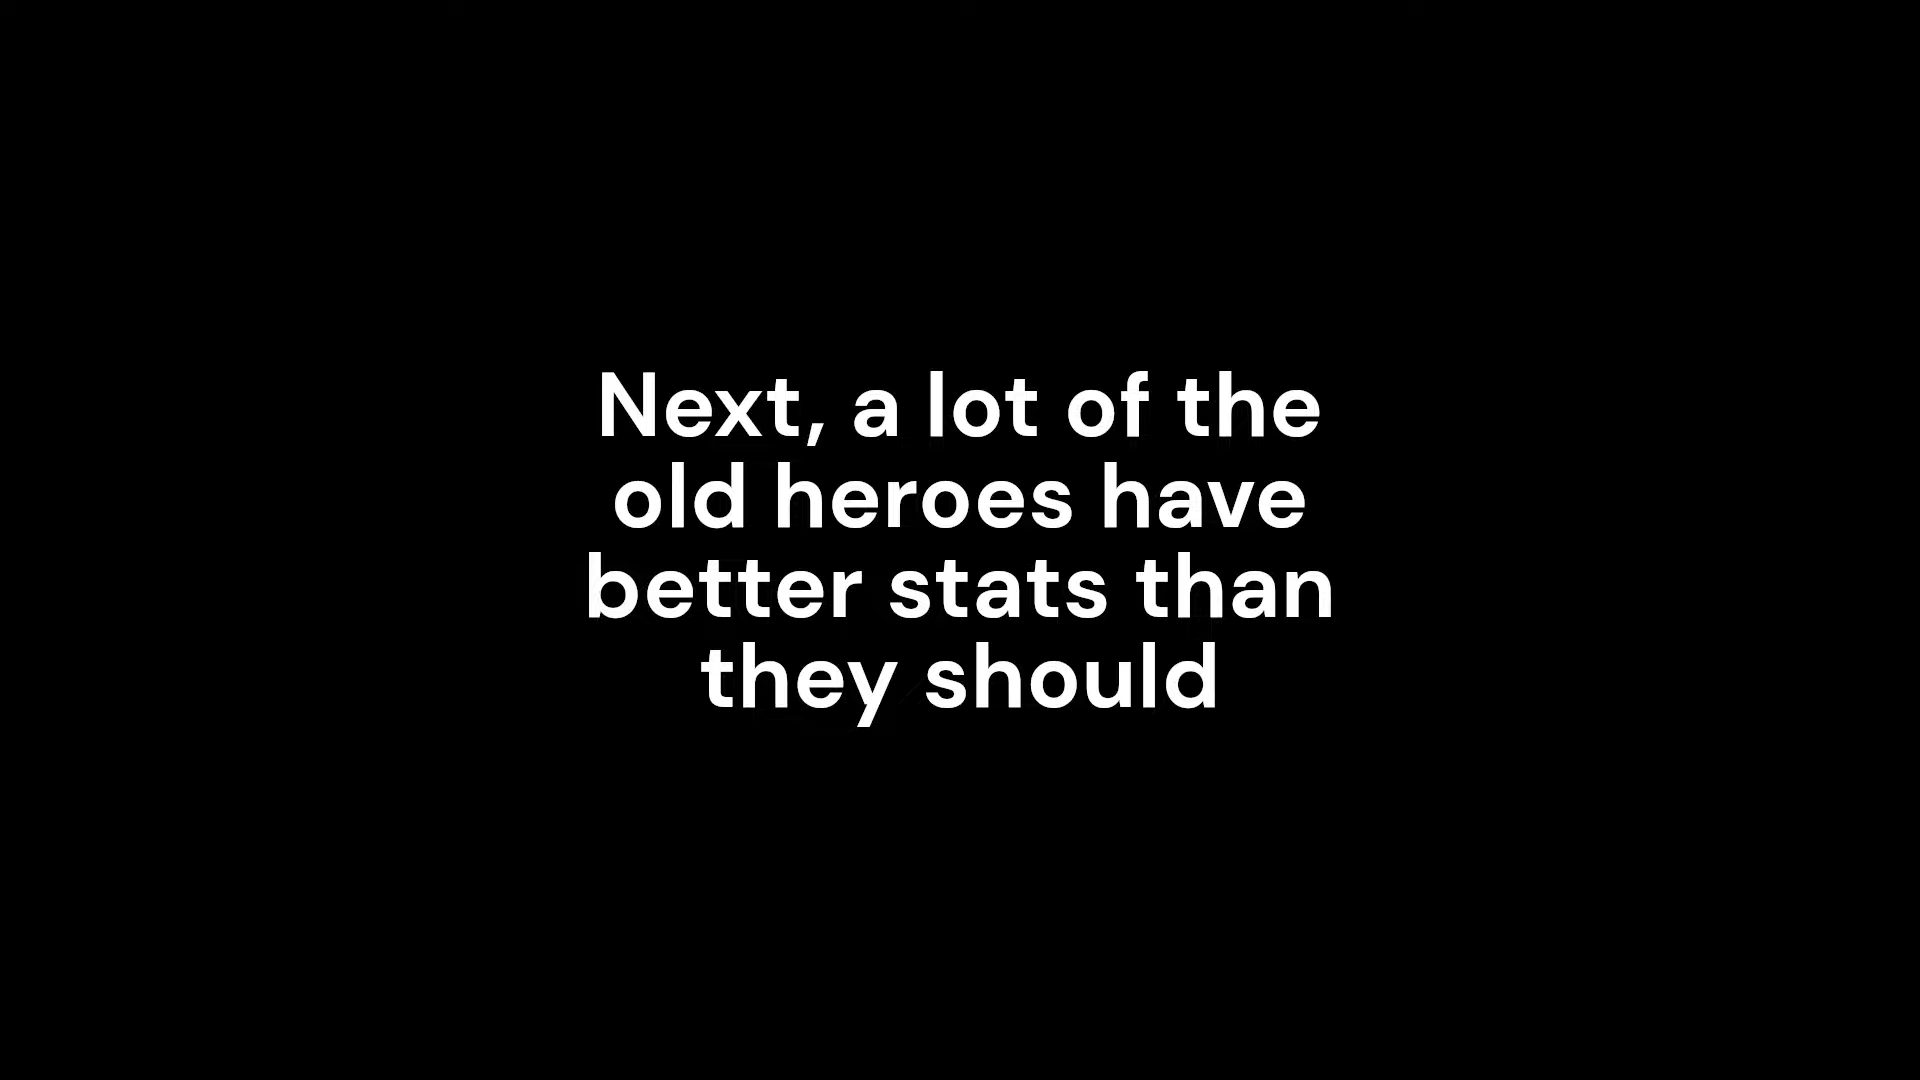 Next, a lot of the
old heroes have
better stats than
they should